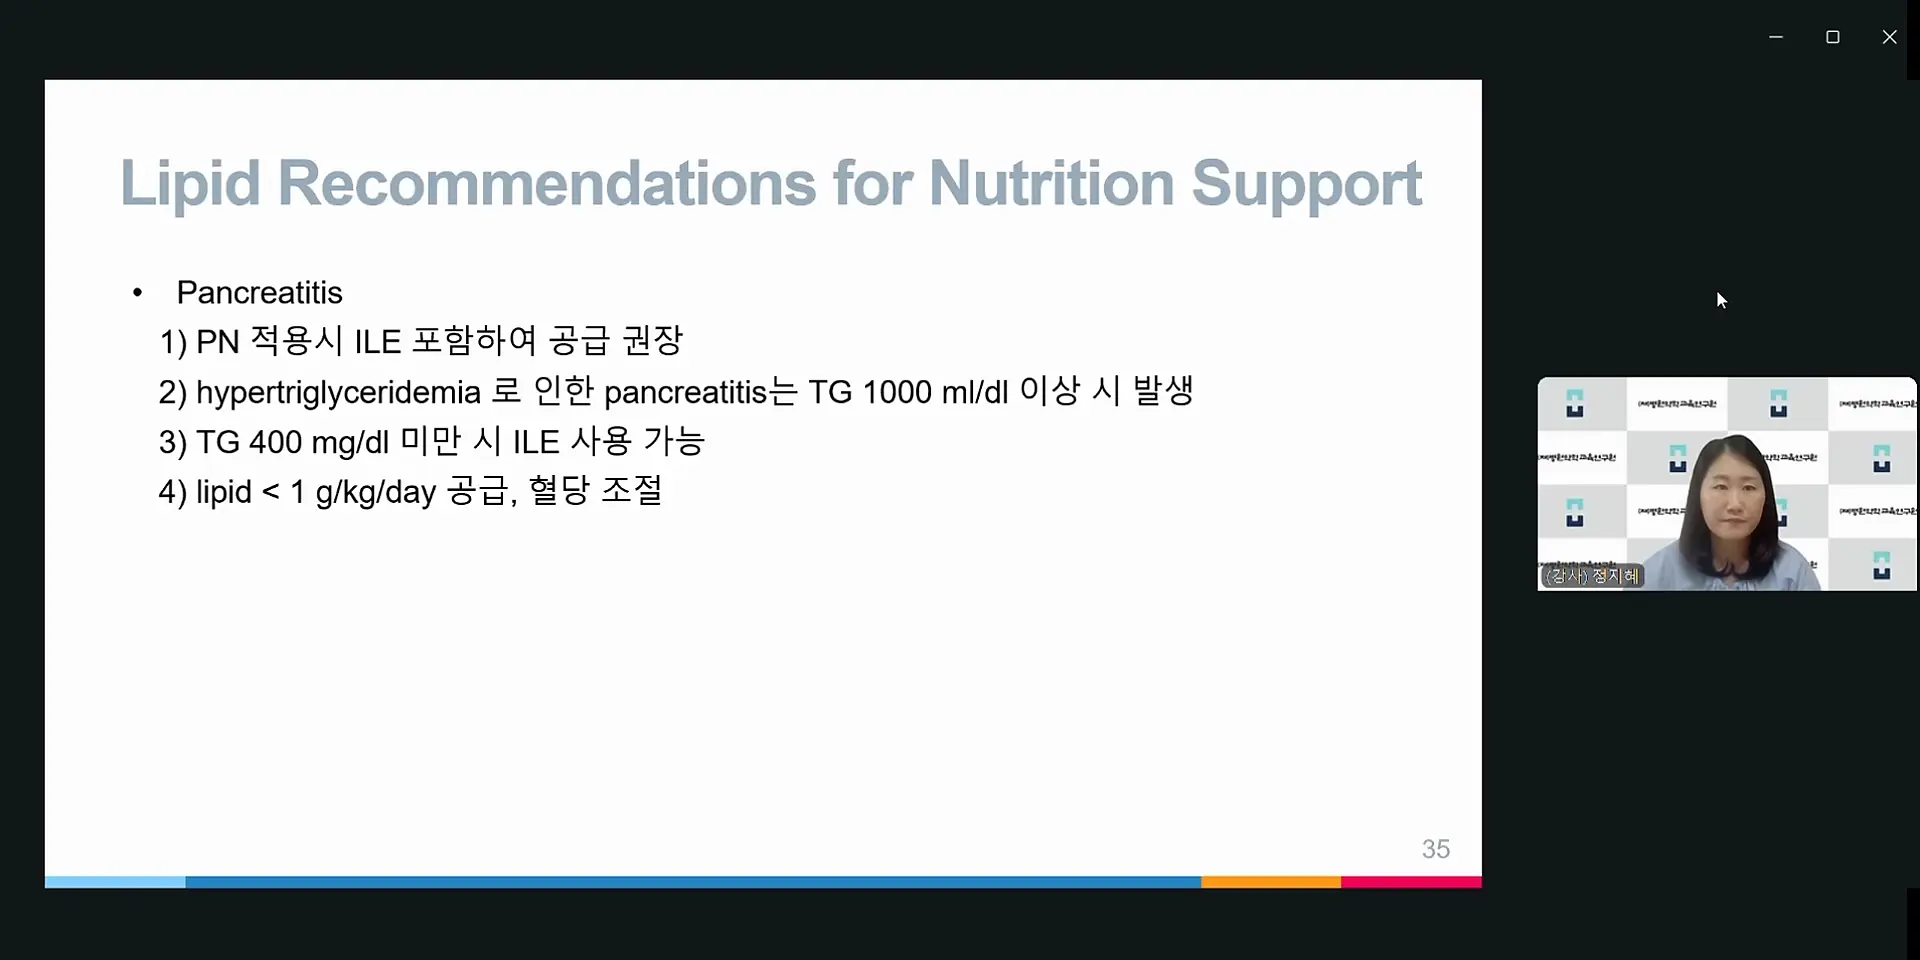 Lipid Recommendations for Nutrition Support
• Pancreatitis
1) PN 적용시 ILE 포함하여 공급 권장
2) hypertriglyceridemia 로 인한 pancreatitis는 TG 1000 ml/dl 이상 시 발생
3) TG 400 mg/dl 미만 시 ILE 사용 가능
4) lipid < 1 g/kg/day 공급, 혈당 조절
35
(강사) 정지혜